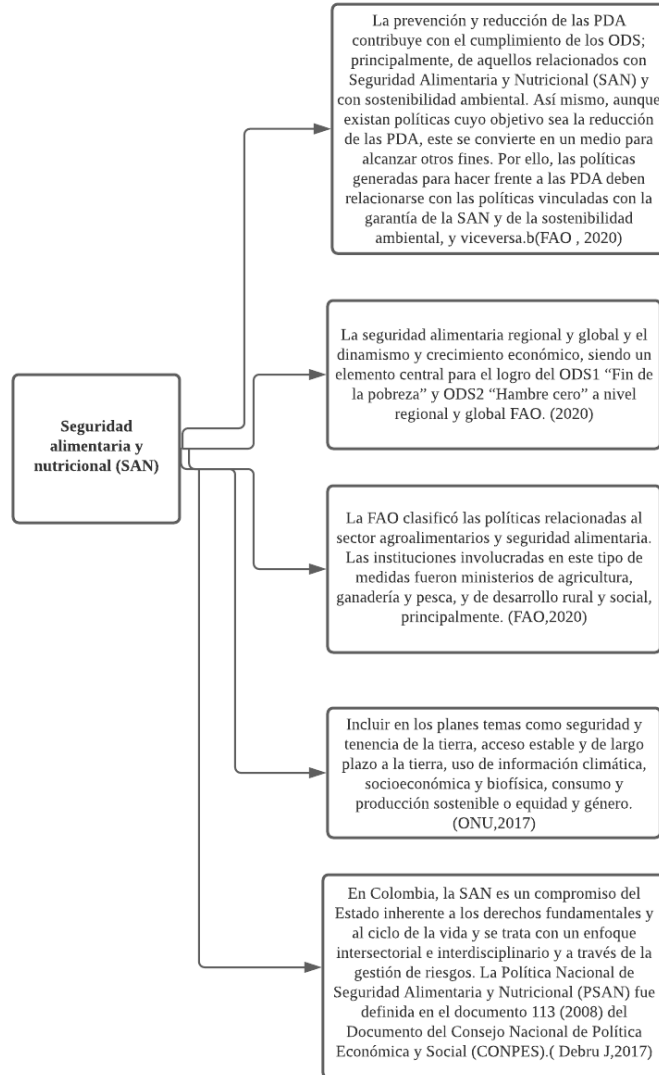 La prevención y reducción de las PDA
contribuye con el cumplimiento de los ODS;
principalmente, de aquellos relacionados con
Seguridad Alimentaria y Nutricional (SAN) y
con sostenibilidad ambiental. Así mismo, aunque
existan políticas cuyo objetivo sea la reducción
de las PDA, este se convierte en un medio para
alcanzar otros fines. Por ello, las políticas
generadas para hacer frente a las PDA deben
relacionarse con las políticas vinculadas con la
garantía de la SAN y de la sostenibilidad
ambiental, y viceversa.b(FAO , 2020)
La seguridad alimentaria regional y global y el
dinamismo y crecimiento económico, siendo un
elemento central para el logro del ODS1 “Fin de
la pobreza” y ODS2 “Hambre cero” a nivel
regional y global FAO. (2020)
Seguridad
alimentaria y
nutricional (SAN)
La FAO clasificó las políticas relacionadas al
sector agroalimentarios y seguridad alimentaria.
Las instituciones involucradas en este tipo de
medidas fueron ministerios de agricultura,
ganadería y pesca, y de desarrollo rural y social,
principalmente. (FAO,2020)
Incluir en los planes temas como seguridad y
tenencia de la tierra, acceso estable y de largo
plazo a la tierra, uso de información climática,
socioeconómica y biofísica, consumo y
producción sostenible o equidad y género.
(ONU,2017)
En Colombia, la SAN es un compromiso del
Estado inherente a los derechos fundamentales y
al ciclo de la vida y se trata con un enfoque
intersectorial e interdisciplinario y a través de la
gestión de riesgos. La Política Nacional de
Seguridad Alimentaria y Nutricional (PSAN) fue
definida en el documento 113 (2008) del
Documento del Consejo Nacional de Política
Económica y Social (CONPES).( Debru J,2017)